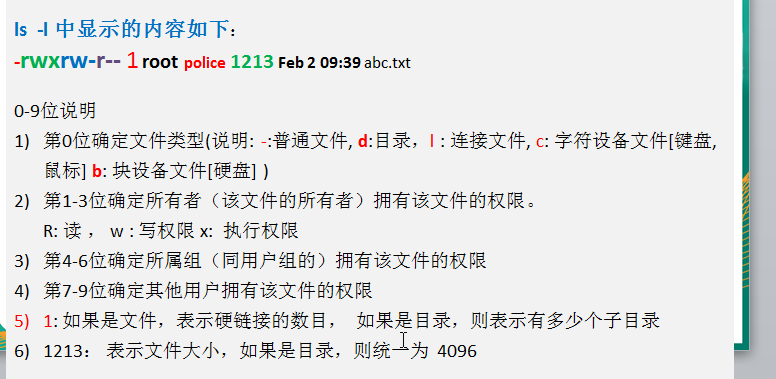 ls -l 中显示的内容如下：
-rwxrw-r-- 1 root police 1213 Feb 2 09:39 abc.txt
0-9位说明
1) 第0位确定文件类型(说明: -:普通文件, d:目录，l : 连接文件, c: 字符设备文件[键盘,
鼠标] b: 块设备文件[硬盘] )
2) 第1-3位确定所有者（该文件的所有者）拥有该文件的权限。
R: 读 ， w : 写权限 x: 执行权限
3) 第4-6位确定所属组（同用户组的）拥有该文件的权限
4) 第7-9位确定其他用户拥有该文件的权限
5) 1: 如果是文件，表示硬链接的数目， 如果是目录，则表示有多少个子目录
6) 1213： 表示文件大小，如果是目录，则统一为 4096